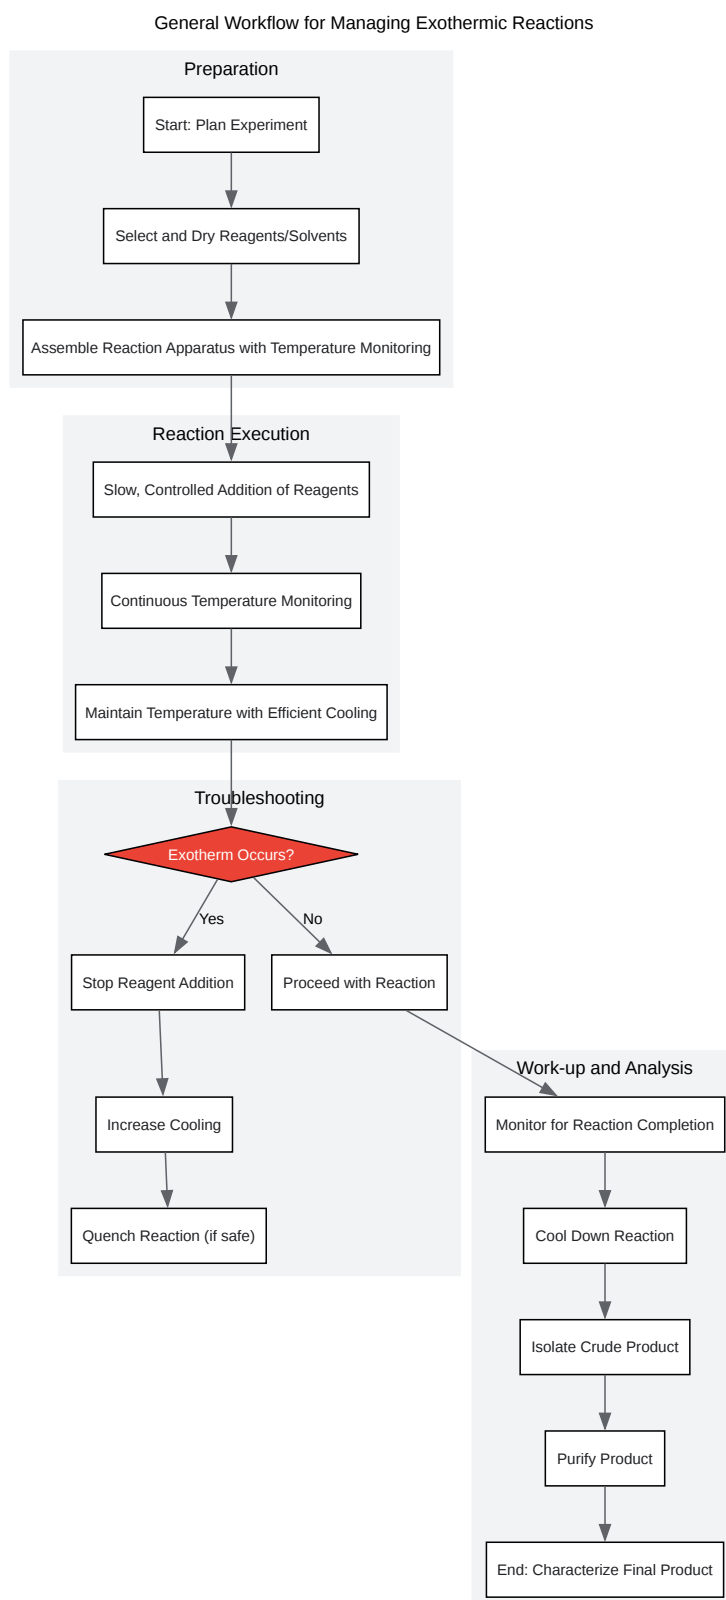 General Workflow for Managing Exothermic Reactions
Preparation
Start: Plan Experiment
Select and Dry Reagents/Solvents
Assemble Reaction Apparatus with Temperature Monitoring
Reaction Execution
Slow, Controlled Addition of Reagents
Continuous Temperature Monitoring
Maintain Temperature with Efficient Cooling
Troubleshooting
Exotherm Occurs?
Yes
No
Stop Reagent Addition
Proceed with Reaction
Increase Cooling
Quench Reaction (if safe)
Work-up and Analysis
Monitor for Reaction Completion
Cool Down Reaction
Isolate Crude Product
Purify Product
End: Characterize Final Product